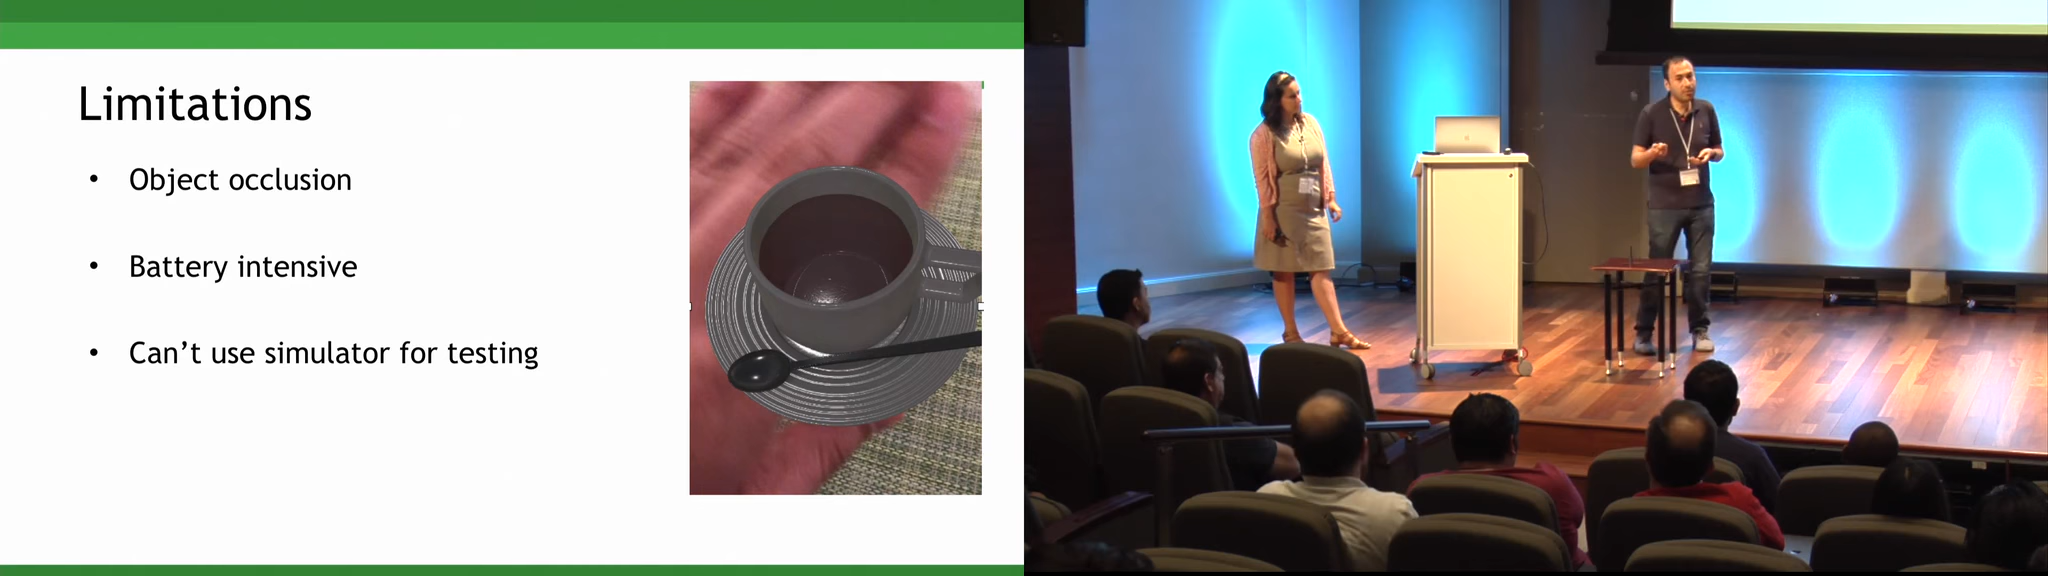 Limitations
• Object occlusion
• Battery intensive
• Can't use simulator for testing